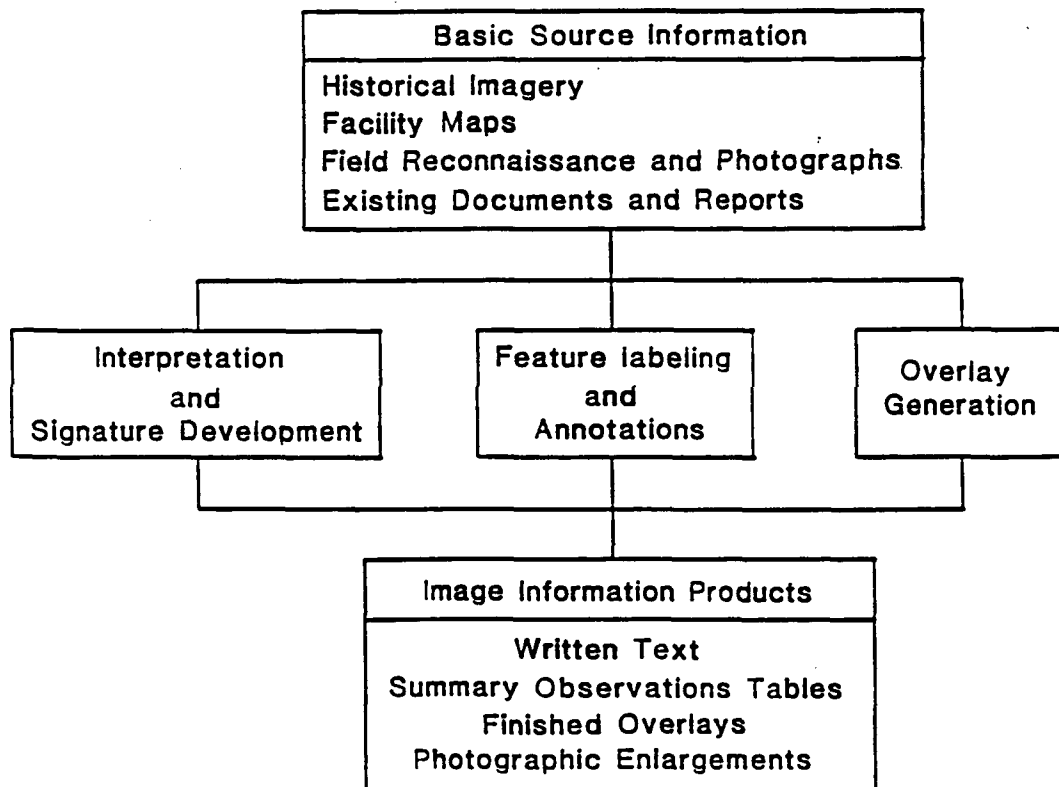 Basic Source Information
Historical Imagery
Facility Maps
Field Reconnaissance and Photographs
Existing Documents and Reports
Interpretation
and
Signature Development
Feature labeling
and
Annotations
Overlay
Generation
Image Information Products
Written Text
Summary Observations Tables
Finished Overlays
Photographic Enlargements